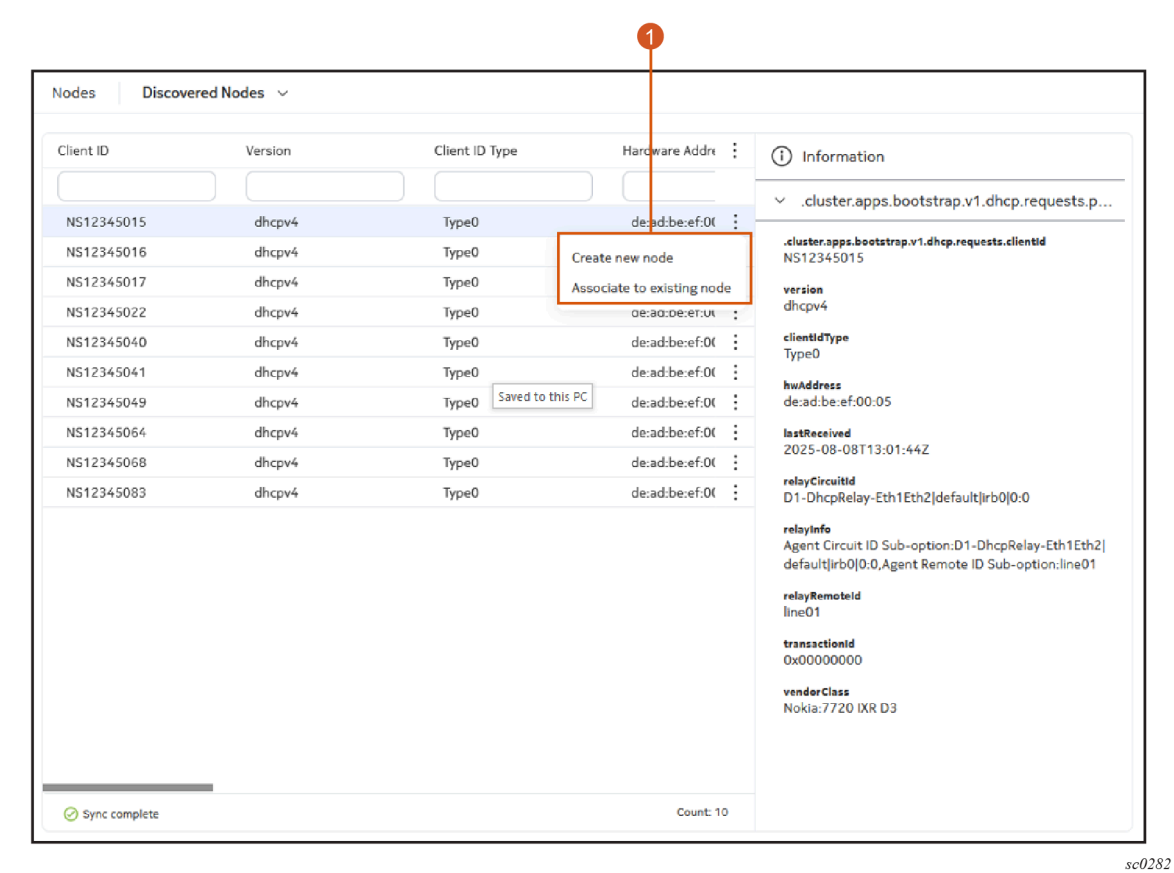 1
Nodes Discovered Nodes
Client ID Version Client ID Type Hardware Addre
NS12345015 dhcpv4 Type0 de:ad:be:ef:0(
NS12345016 dhcpv4 Type0
Create new node
NS12345017 dhcpv4 Type0
Associate to existing node
NS12345022 dhcpv4 Type0 de:ad:be:ef:0(
NS12345040 dhcpv4 Type0 de:ad:be:ef:0(
NS12345041 dhcpv4 Type0 de:ad:be:ef:0(
NS12345049 dhcpv4 Type0 Saved to this PC de:ad:be:ef:0(
NS12345064 dhcpv4 Type0 de:ad:be:ef:0(
NS12345068 dhcpv4 Type0 de:ad:be:ef:0(
NS12345083 dhcpv4 Type0 de:ad:be:ef:0(
Sync complete Count: 10
Information
.cluster.apps.bootstrap.v1.dhcp.requests.p...
.cluster.apps.bootstrap.v1.dhcp.requests.clientId
NS12345015
version
dhcpv4
clientIdType
Type0
hwAddress
de:ad:be:ef:00:05
lastReceived
2025-08-08T13:01:44Z
relayCircuitId
D1-DhcpRelay-Eth1Eth2|default|irb0|0:0
relayInfo
Agent Circuit ID Sub-option:D1-DhcpRelay-Eth1Eth2|
default|irb0|0:0,Agent Remote ID Sub-option:line01
relayRemoteId
line01
transactionId
0x00000000
vendorClass
Nokia:7720 IXR D3
sc0282